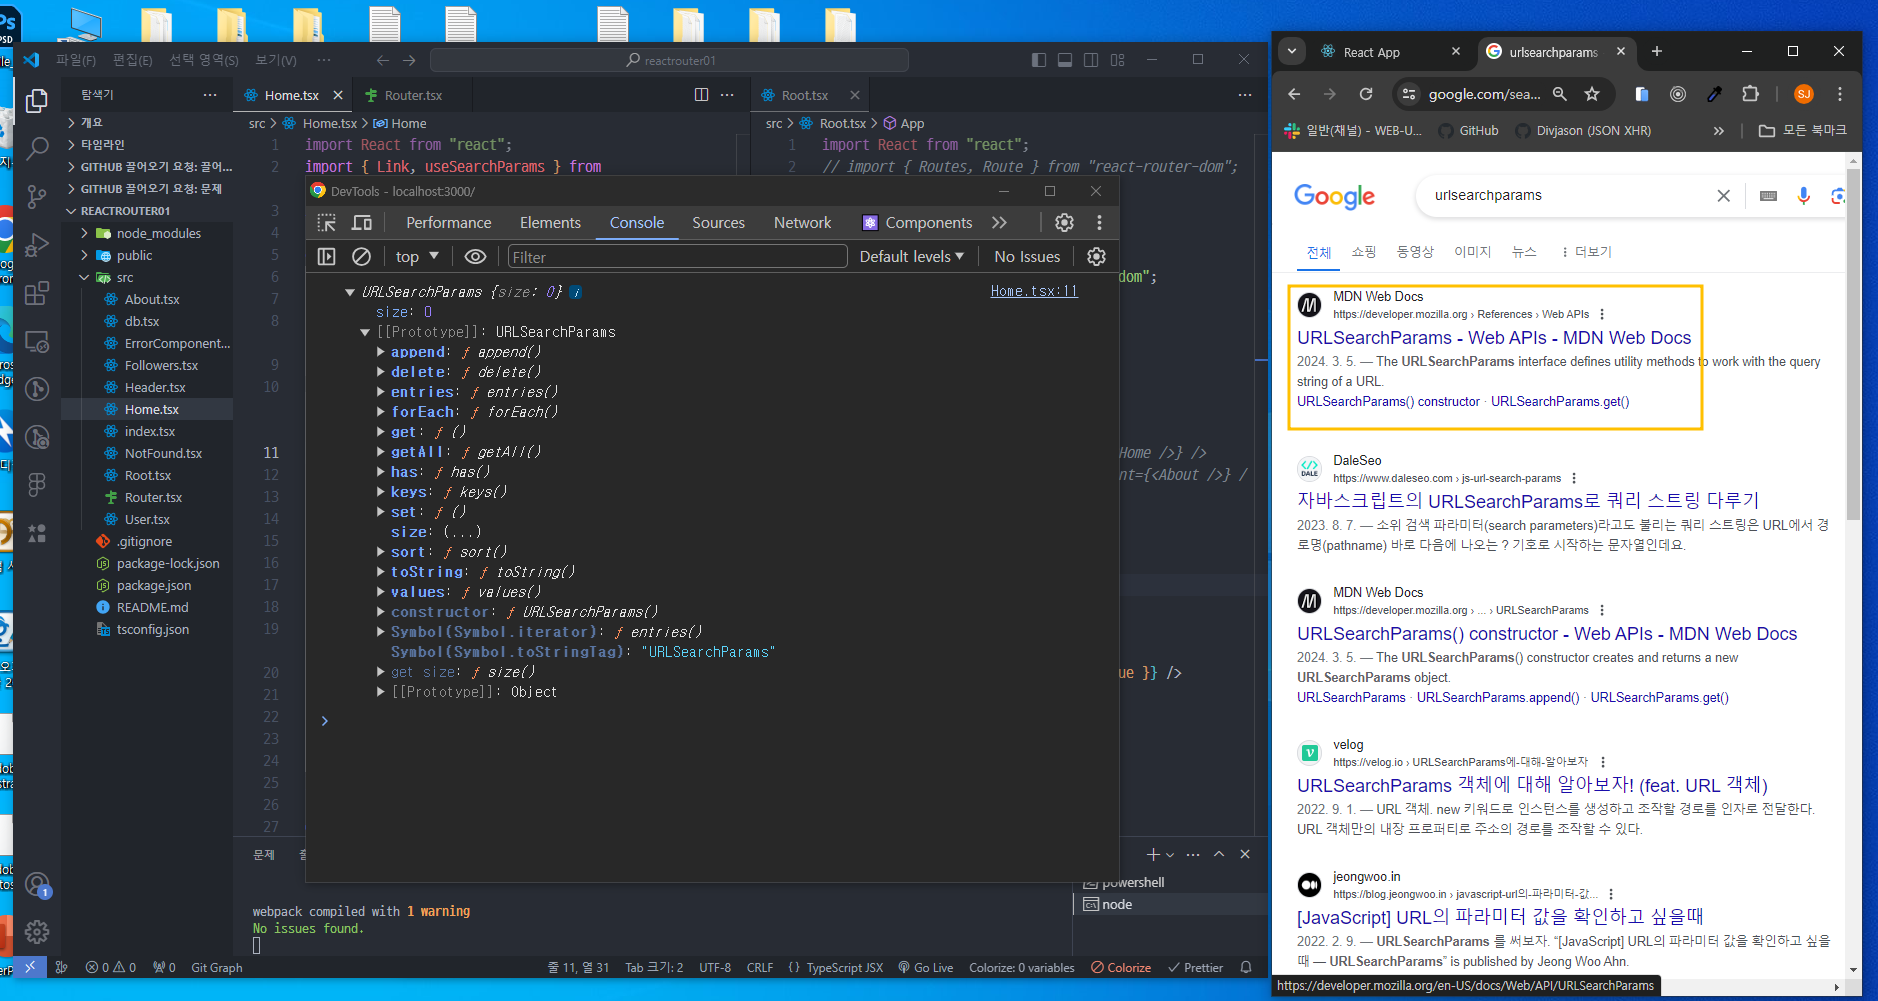 PSD
파일(F) 편집(E) 선택 영역(S) 보기(V) ···
reactrouter01
탐색기 ···
개요
타임라인
GITHUB 끌어오기 요청: 끌어...
GITHUB 끌어오기 요청: 문제
REACTROUTER01
node_modules
public
src
About.tsx
db.tsx
ErrorComponent...
Followers.tsx
Header.tsx
Home.tsx
index.tsx
NotFound.tsx
Root.tsx
Router.tsx
User.tsx
.gitignore
package-lock.json
package.json
README.md
tsconfig.json
Home.tsx Router.tsx
src > Home.tsx > Home
1 import React from "react";
2 import { Link, useSearchParams } from
3
4
5
6
7
8
9
10
11
12
13
14
15
16
17
18
19
20
21
22
23
24
25
26
27
Root.tsx
src > Root.tsx > App
1 import React from "react";
2 // import { Routes, Route } from "react-router-dom";
dom";
Home />} />
nt={<About />} /
ue }} />
DevTools - localhost:3000/
Performance Elements Console Sources Network Components
top Filter Default levels No Issues
URLSearchParams {size: 0} i Home.tsx:11
size: 0
[[Prototype]]: URLSearchParams
append: ƒ append()
delete: ƒ delete()
entries: ƒ entries()
forEach: ƒ forEach()
get: ƒ ()
getAll: ƒ getAll()
has: ƒ has()
keys: ƒ keys()
set: ƒ ()
size: (...)
sort: ƒ sort()
toString: ƒ toString()
values: ƒ values()
constructor: ƒ URLSearchParams()
Symbol(Symbol.iterator): ƒ entries()
Symbol(Symbol.toStringTag): "URLSearchParams"
get size: ƒ size()
[[Prototype]]: Object
문제
webpack compiled with 1 warning
No issues found.
powershell
node
1
0 0 0 Git Graph 줄 11, 열 31 Tab 크기: 2 UTF-8 CRLF {} TypeScript JSX Go Live Colorize: 0 variables Colorize Prettier
React App urlsearchparams
google.com/sea... SJ
일반(채널) - WEB-U... GitHub Divjason (JSON XHR) » 모든 북마크
Google urlsearchparams
전체 쇼핑 동영상 이미지 뉴스 더보기
MDN Web Docs
https://developer.mozilla.org › References › Web APIs
URLSearchParams - Web APIs - MDN Web Docs
2024. 3. 5. — The URLSearchParams interface defines utility methods to work with the query
string of a URL.
URLSearchParams() constructor · URLSearchParams.get()
DaleSeo
DALE
https://www.daleseo.com › js-url-search-params
자바스크립트의 URLSearchParams로 쿼리 스트링 다루기
2023. 8. 7. — 소위 검색 파라미터(search parameters)라고도 불리는 쿼리 스트링은 URL에서 경
로명(pathname) 바로 다음에 나오는 ? 기호로 시작하는 문자열인데요.
MDN Web Docs
https://developer.mozilla.org › ... › URLSearchParams
URLSearchParams() constructor - Web APIs - MDN Web Docs
2024. 3. 5. — The URLSearchParams() constructor creates and returns a new
URLSearchParams object.
URLSearchParams · URLSearchParams.append() · URLSearchParams.get()
velog
https://velog.io › URLSearchParams에-대해-알아보자
URLSearchParams 객체에 대해 알아보자! (feat. URL 객체)
2022. 9. 1. — URL 객체. new 키워드로 인스턴스를 생성하고 조작할 경로를 인자로 전달한다.
URL 객체만의 내장 프로퍼티로 주소의 경로를 조작할 수 있다.
jeongwoo.in
https://blog.jeongwoo.in › javascript-url의-파라미터-값...
[JavaScript] URL의 파라미터 값을 확인하고 싶을때
2022. 2. 9. — URLSearchParams 를 써보자. “[JavaScript] URL의 파라미터 값을 확인하고 싶을
때 — URLSearchParams” is published by Jeong Woo Ahn.
https://developer.mozilla.org/en-US/docs/Web/API/URLSearchParams